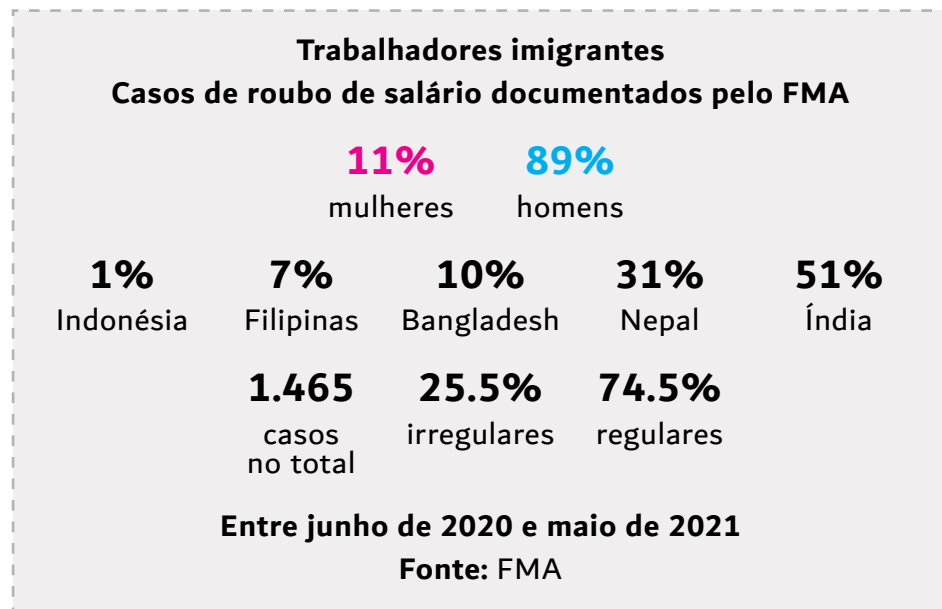 Trabalhadores imigrantes
Casos de roubo de salário documentados pelo FMA
11% 89%
mulheres homens
1% 7% 10% 31% 51%
Indonésia Filipinas Bangladesh Nepal Índia
1.465 25.5% 74.5%
casos irregulares regulares
no total
Entre junho de 2020 e maio de 2021
Fonte: FMA